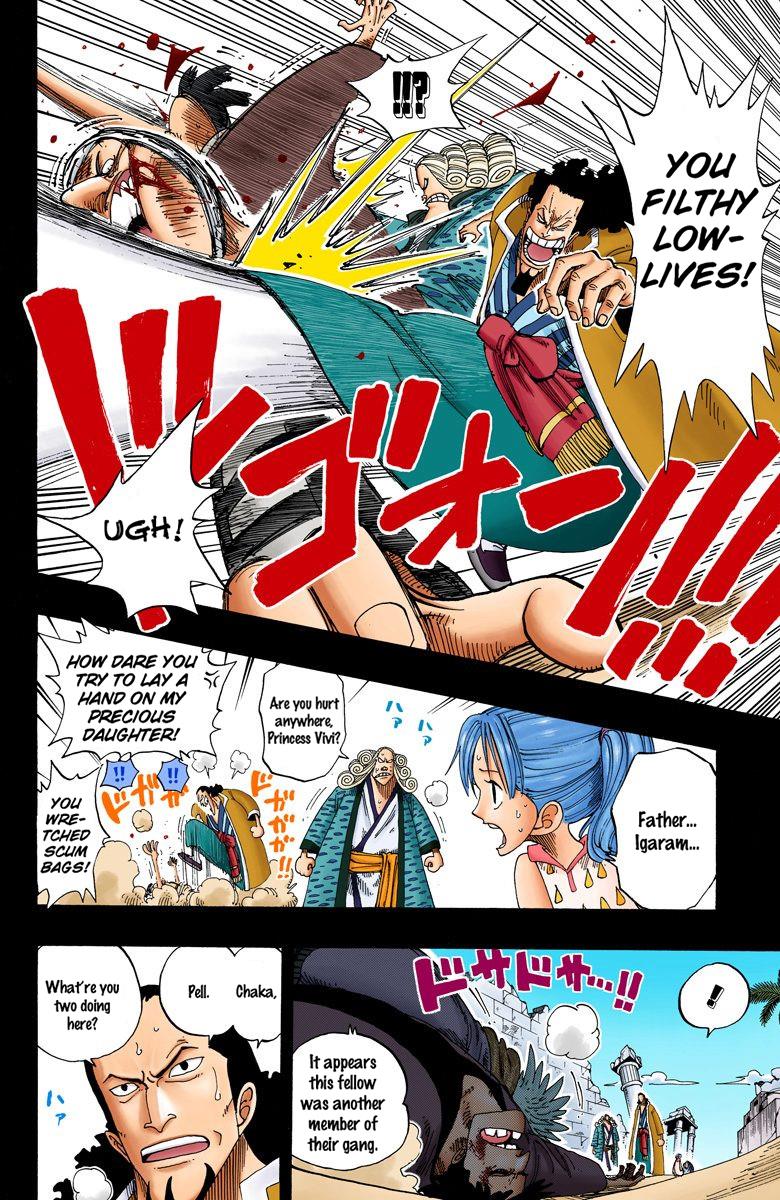 !!!?
YOU
FILTHY
LOW-
LIVES!
ゴオー!!!
UGH!
HOW DARE YOU
TRY TO LAY A
HAND ON MY
PRECIOUS
DAUGHTER!
!!
!!
YOU
WRE-
TCHED
SCUM
BAGS!
ドガガ
ドガガガ!!
Are you hurt
anywhere,
Princess Vivi?
ハァ
ハァ
Father...
Igaram...
What're you
two doing
here?
Pell.
Chaka,
ハァ
ドサドサ...!!
It appears
this fellow
was another
member of
their gang.
!